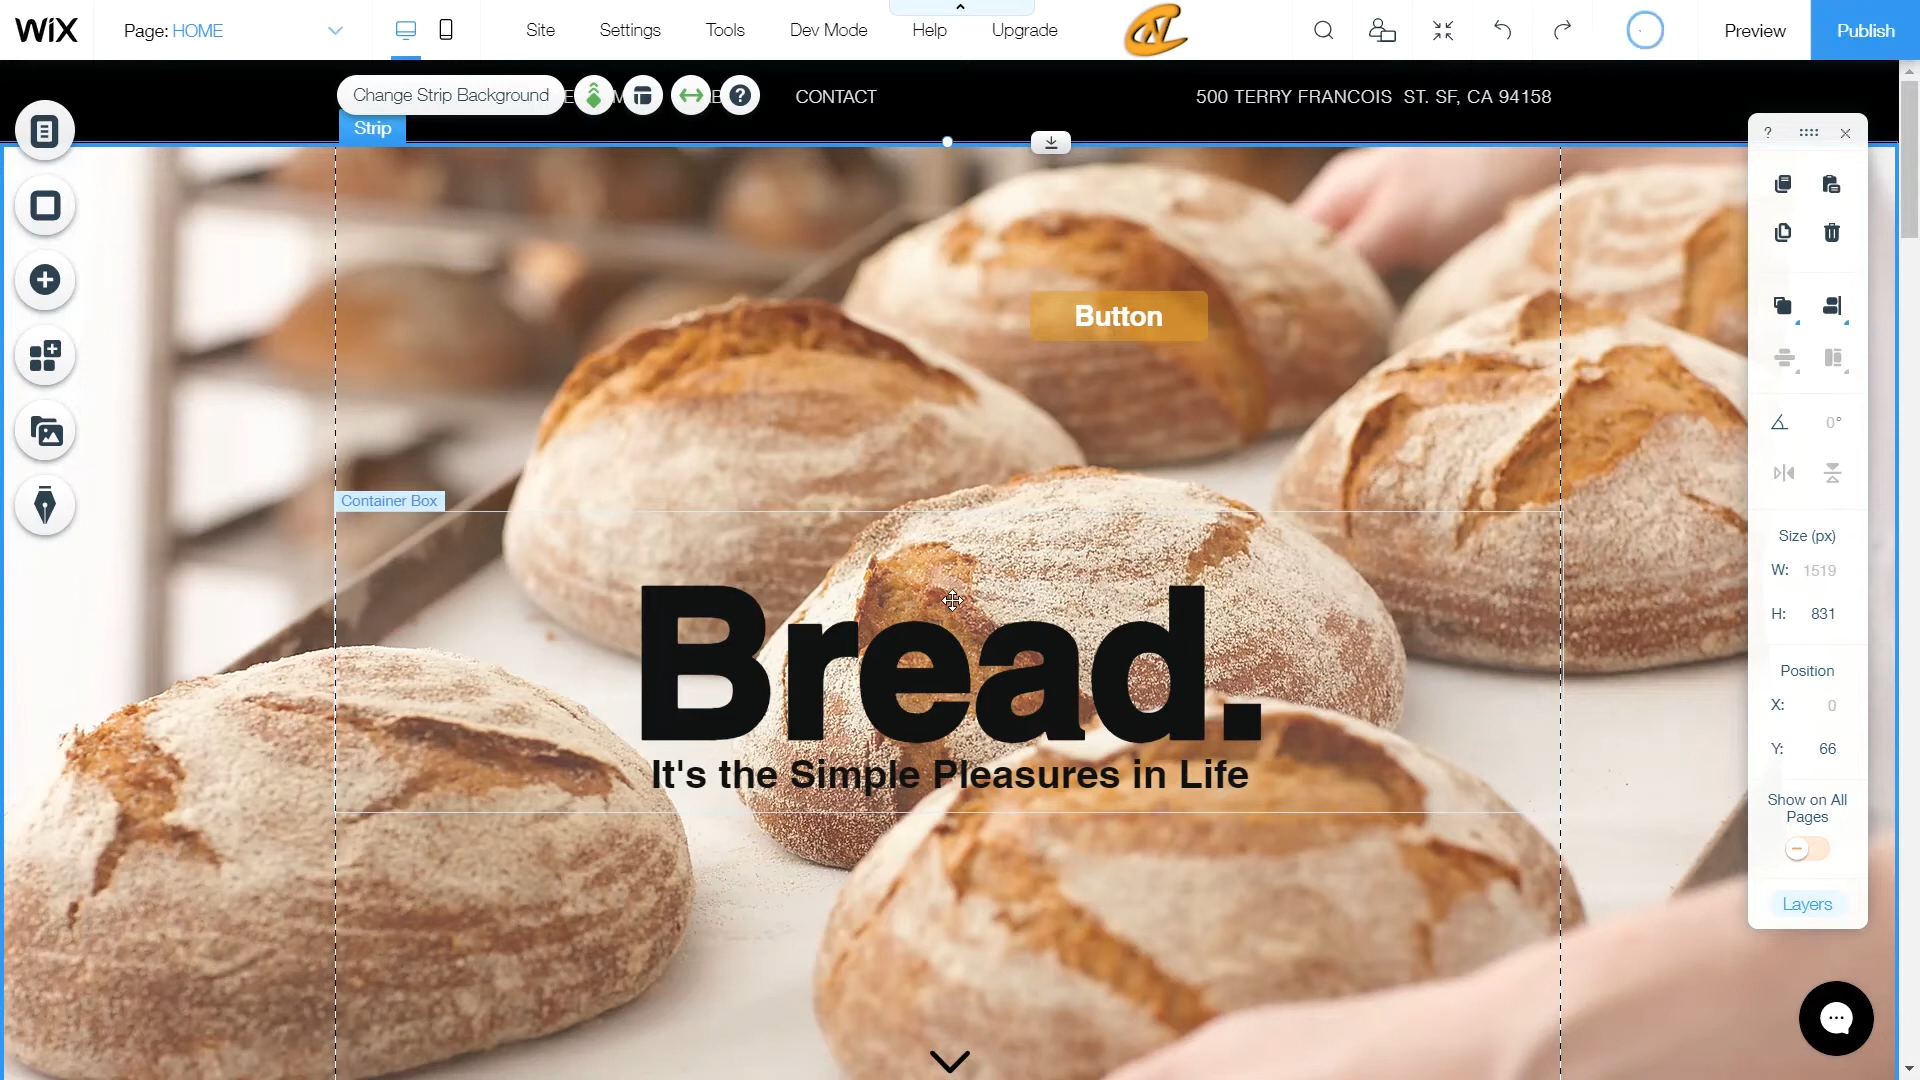 WiX
Page: HOME
Site
Settings
Tools
Dev Mode
Help
Upgrade
Preview
Publish
Change Strip Background
CONTACT
500 TERRY FRANCOIS ST. SF, CA 94158
Strip
?
Button
0°
Container Box
Size (px)
W: 1519
H: 831
Bread.
It's the Simple Pleasures in Life
Position
X: 0
Y: 66
Show on All
Pages
Layers